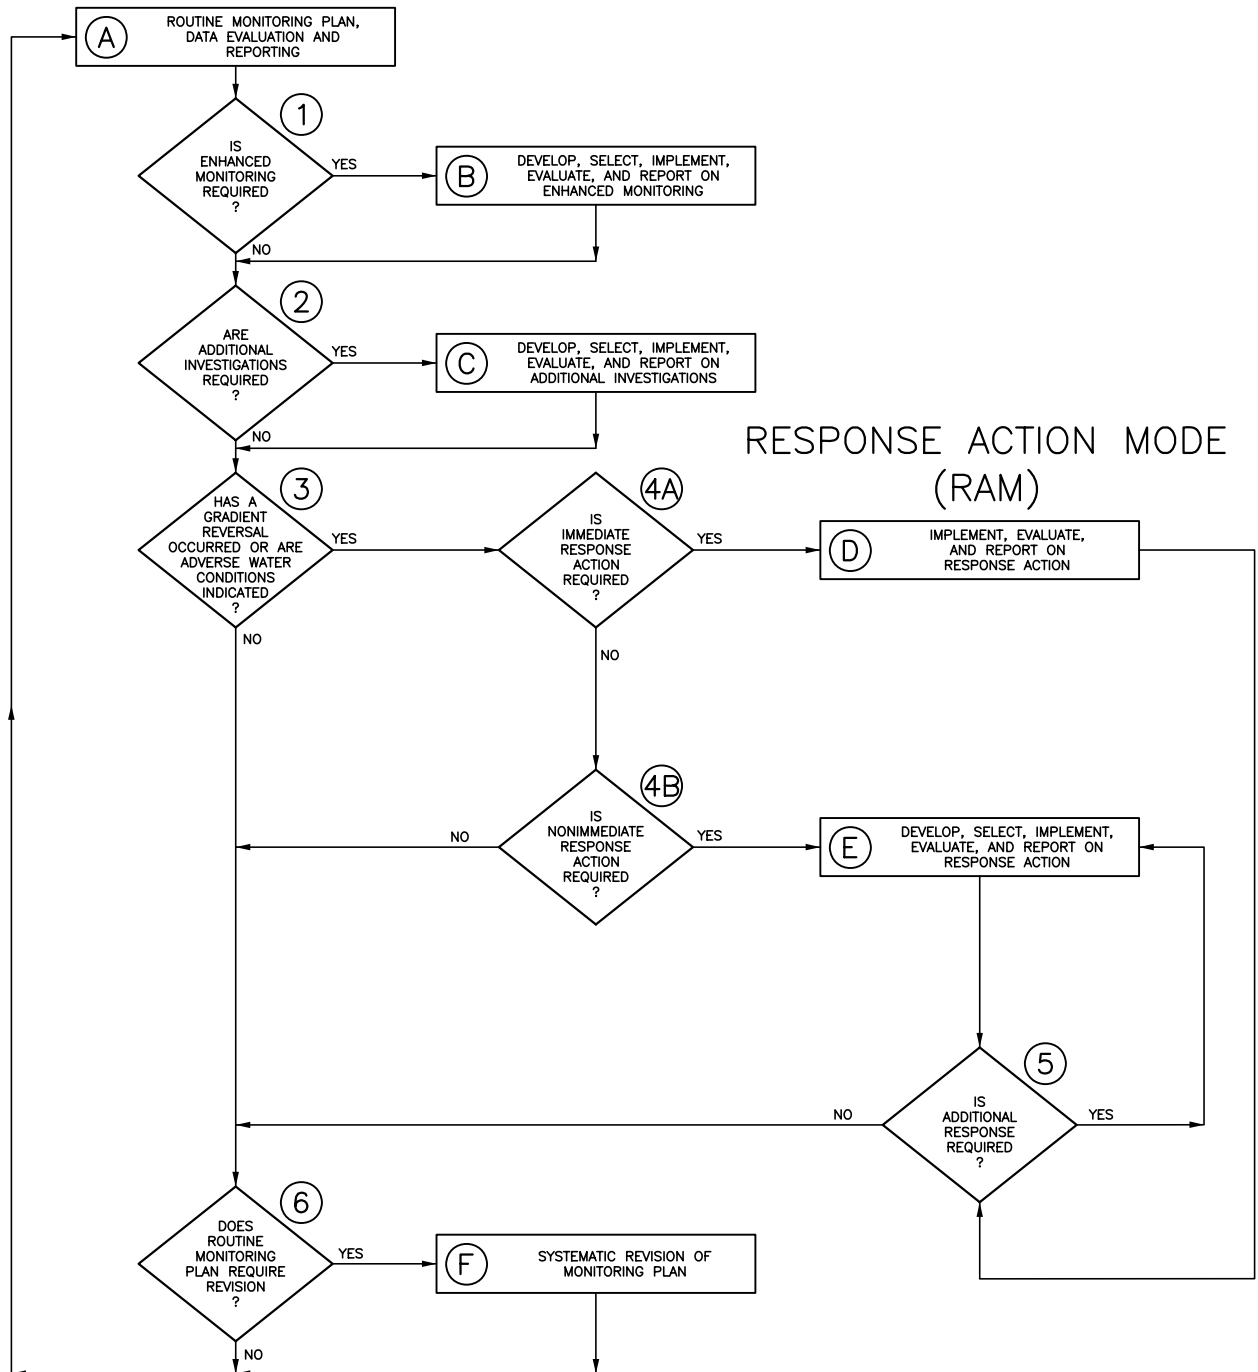 A
ROUTINE MONITORING PLAN,
DATA EVALUATION AND
REPORTING
1
IS
ENHANCED
MONITORING
REQUIRED
?
YES
B
DEVELOP, SELECT, IMPLEMENT,
EVALUATE, AND REPORT ON
ENHANCED MONITORING
NO
2
ARE
ADDITIONAL
INVESTIGATIONS
REQUIRED
?
YES
C
DEVELOP, SELECT, IMPLEMENT,
EVALUATE, AND REPORT ON
ADDITIONAL INVESTIGATIONS
NO
RESPONSE ACTION MODE
(RAM)
3
HAS A
GRADIENT
REVERSAL
OCCURRED OR ARE
ADVERSE WATER
CONDITIONS
INDICATED
?
YES
NO
4A
IS
IMMEDIATE
RESPONSE
ACTION
REQUIRED
?
YES
D
IMPLEMENT, EVALUATE,
AND REPORT ON
RESPONSE ACTION
NO
4B
IS
NONIMMEDIATE
RESPONSE
ACTION
REQUIRED
?
NO
YES
E
DEVELOP, SELECT, IMPLEMENT,
EVALUATE, AND REPORT ON
RESPONSE ACTION
5
IS
ADDITIONAL
RESPONSE
REQUIRED
?
NO
YES
6
DOES
ROUTINE
MONITORING
PLAN REQUIRE
REVISION
?
YES
F
SYSTEMATIC REVISION OF
MONITORING PLAN
NO